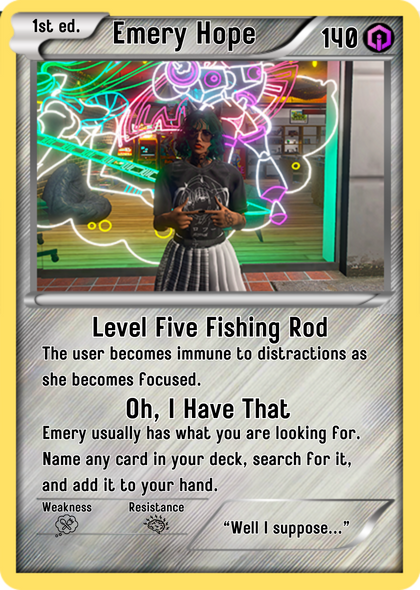 1st ed.
Emery Hope
140
Level Five Fishing Rod
The user becomes immune to distractions as
she becomes focused.
Oh, I Have That
Emery usually has what you are looking for.
Name any card in your deck, search for it,
and add it to your hand.
Weakness
Resistance
“Well I suppose...”